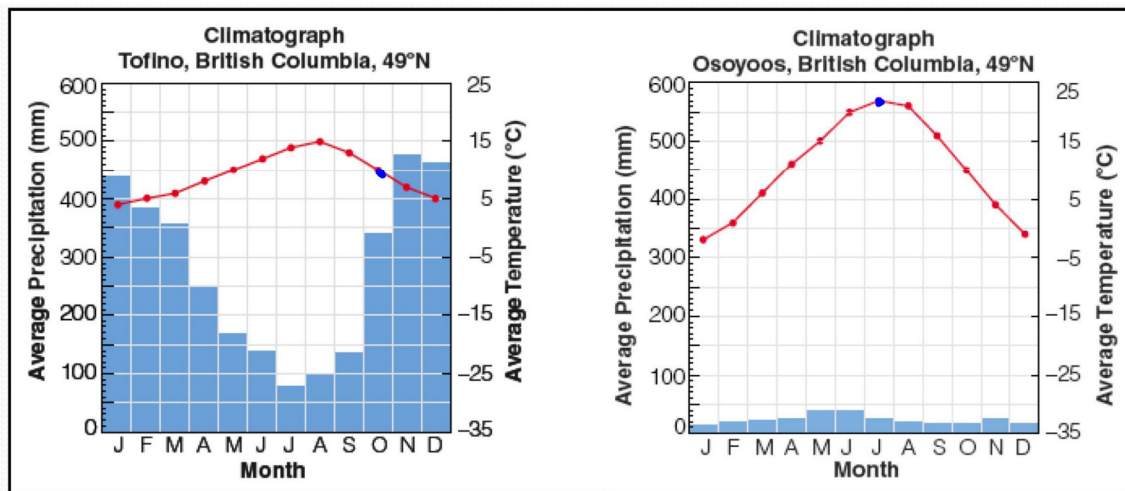 Climatograph
Tofino, British Columbia, 49°N
600
500
400
300
200
100
0
Average Precipitation (mm)
25
15
5
–5
–15
–25
–35
Average Temperature (°C)
J F M A M J J A S O N D
Month
Climatograph
Osoyoos, British Columbia, 49°N
600
500
400
300
200
100
0
Average Precipitation (mm)
25
15
5
–5
–15
–25
–35
Average Temperature (°C)
J F M A M J J A S O N D
Month